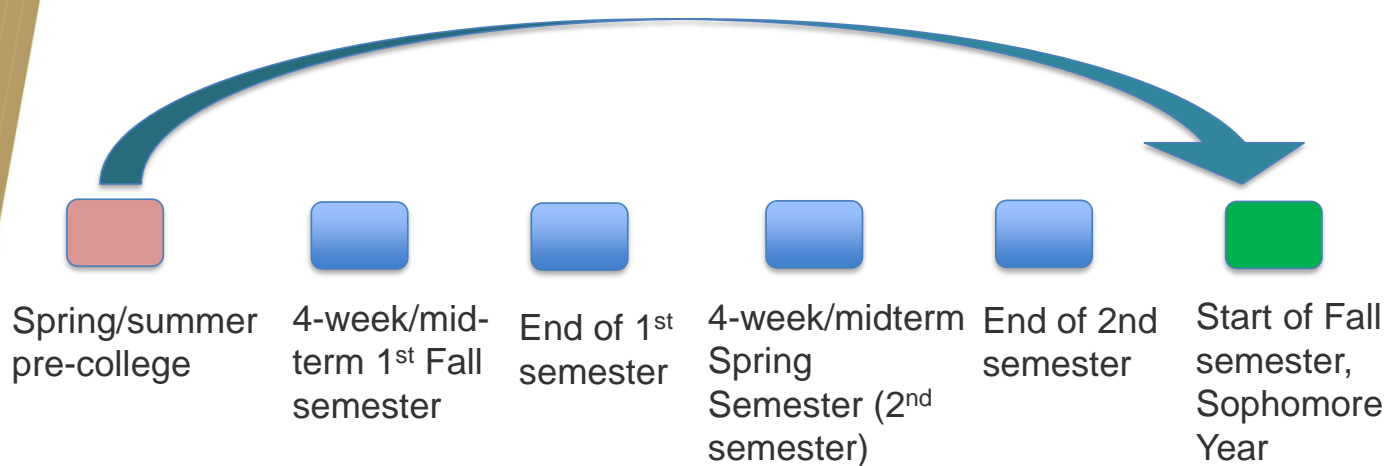 Spring/summer
pre-college
4-week/mid-
term 1st Fall
semester
End of 1st
semester
4-week/midterm
Spring
Semester (2nd
semester)
End of 2nd
semester
Start of Fall
semester,
Sophomore
Year